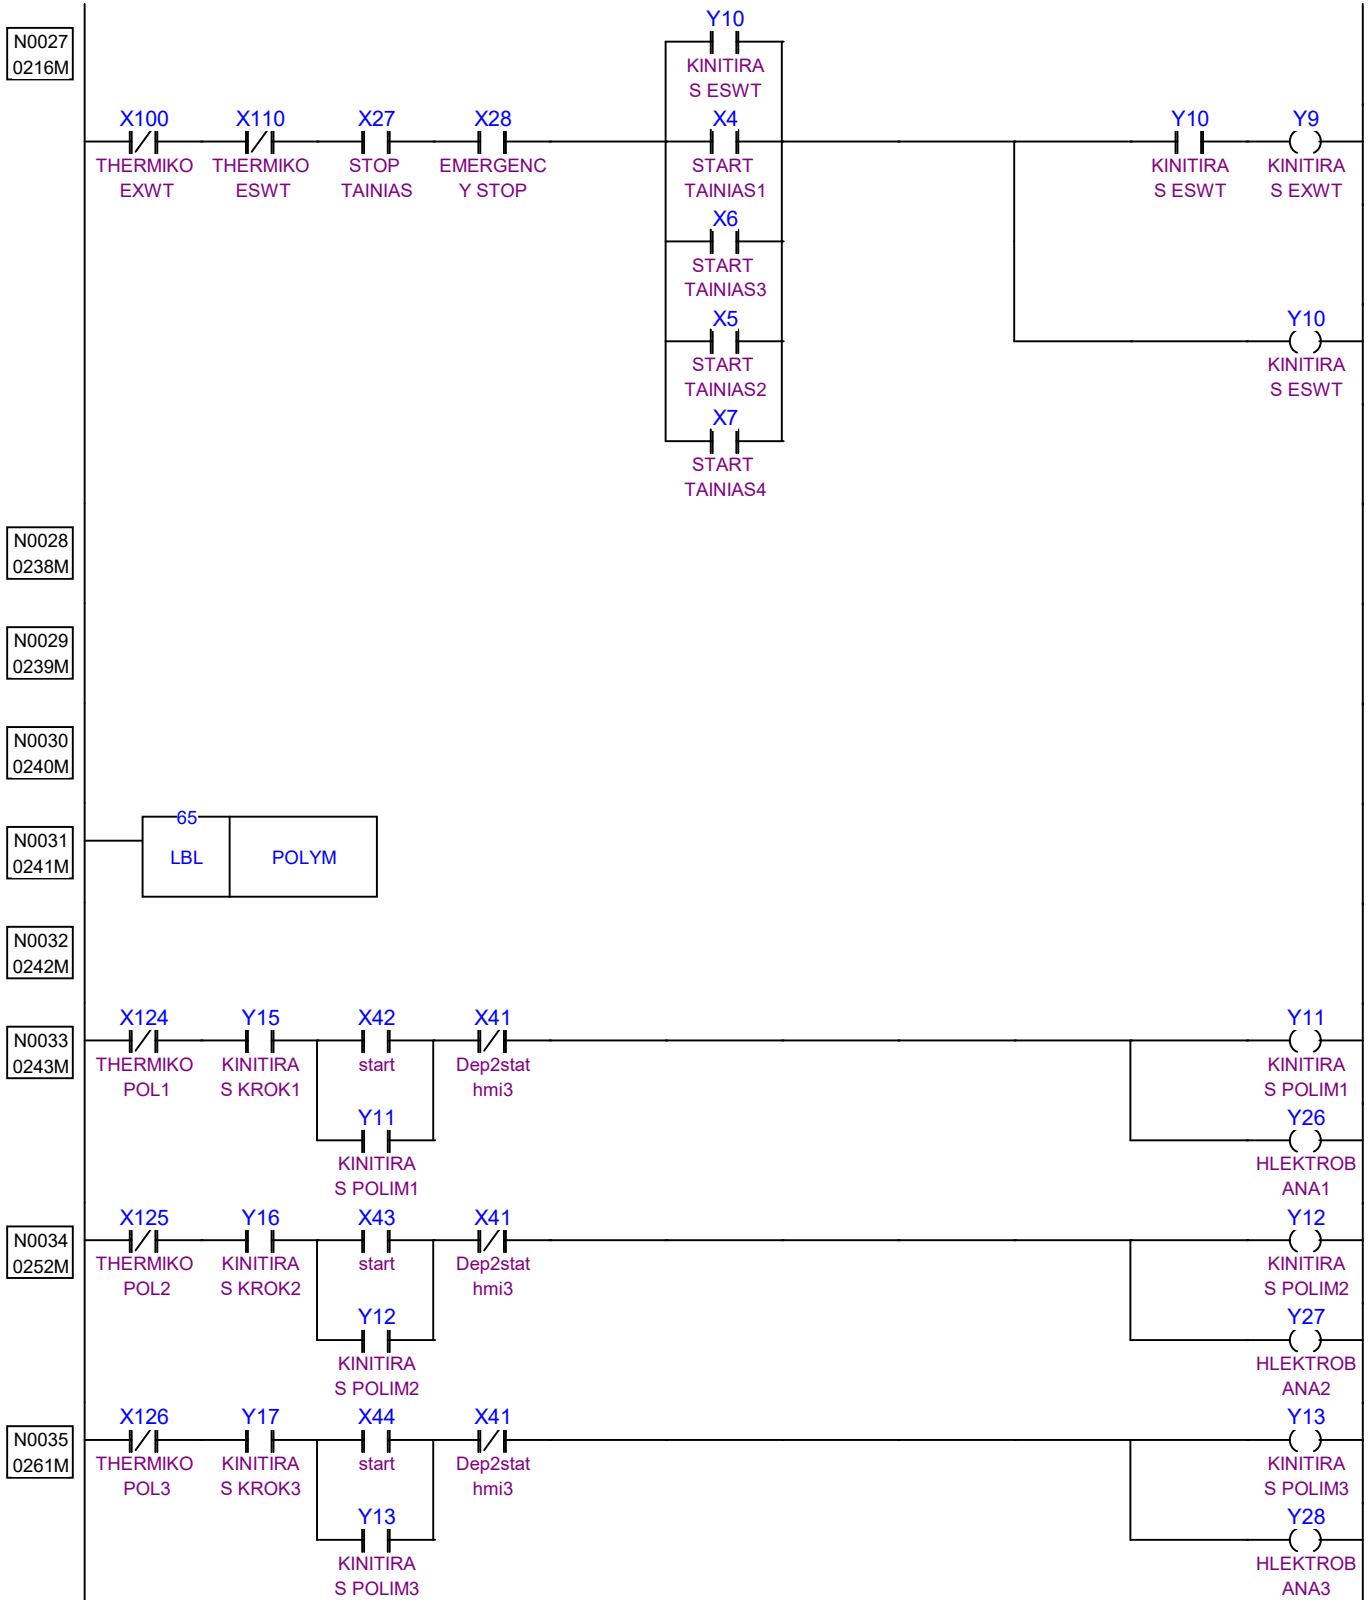 N0027
0216M
Y10
KINITIRA
S ESWT
X100
THERMIKO
EXWT
X110
THERMIKO
ESWT
X27
STOP
TAINIAS
X28
EMERGENC
Y STOP
X4
START
TAINIAS1
Y10
KINITIRA
S ESWT
Y9
KINITIRA
S EXWT
X6
START
TAINIAS3
X5
START
TAINIAS2
Y10
KINITIRA
S ESWT
X7
START
TAINIAS4
N0028
0238M
N0029
0239M
N0030
0240M
N0031
0241M
65
LBL
POLYM
N0032
0242M
N0033
0243M
X124
THERMIKO
POL1
Y15
KINITIRA
S KROK1
X42
start
X41
Dep2stat
hmi3
Y11
KINITIRA
S POLIM1
Y11
KINITIRA
S POLIM1
Y26
HLEKTROB
ANA1
N0034
0252M
X125
THERMIKO
POL2
Y16
KINITIRA
S KROK2
X43
start
X41
Dep2stat
hmi3
Y12
KINITIRA
S POLIM2
Y12
KINITIRA
S POLIM2
Y27
HLEKTROB
ANA2
N0035
0261M
X126
THERMIKO
POL3
Y17
KINITIRA
S KROK3
X44
start
X41
Dep2stat
hmi3
Y13
KINITIRA
S POLIM3
Y13
KINITIRA
S POLIM3
Y28
HLEKTROB
ANA3